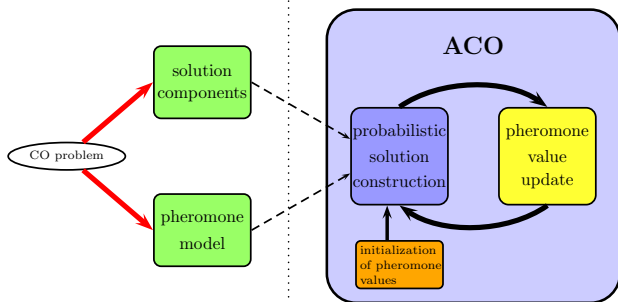 ACO
solution
components
CO problem
pheromone
model
probabilistic
solution
construction
pheromone
value
update
initialization
of pheromone
values